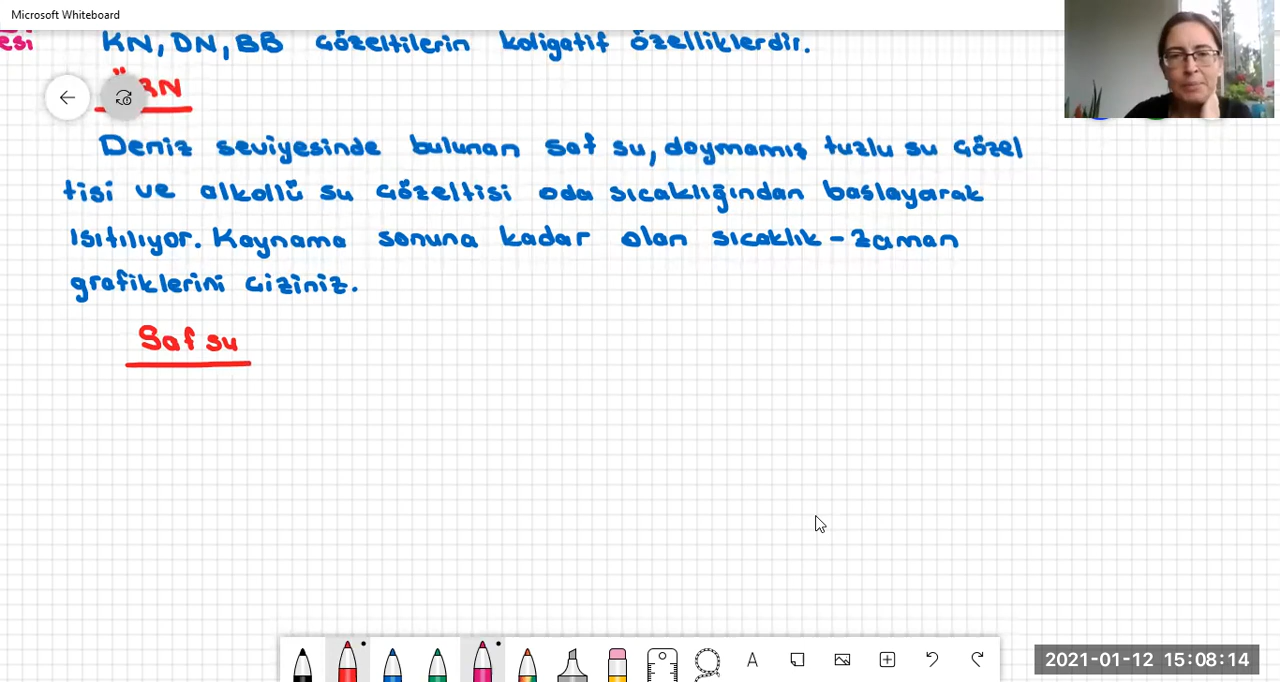 Microsoft Whiteboard
esi KN, DN, BB çözeltilerin koligatif özelliklerdir.
Deniz seviyesinde bulunan saf su, doymamış tuzlu su çözel
tisi ve alkollü su çözeltisi oda sıcaklığından başlayarak
ısıtılıyor. Kaynama sonuna kadar olan sıcaklık-zaman
grafiklerini çiziniz.
Saf su
A
2021-01-12 15:08:14